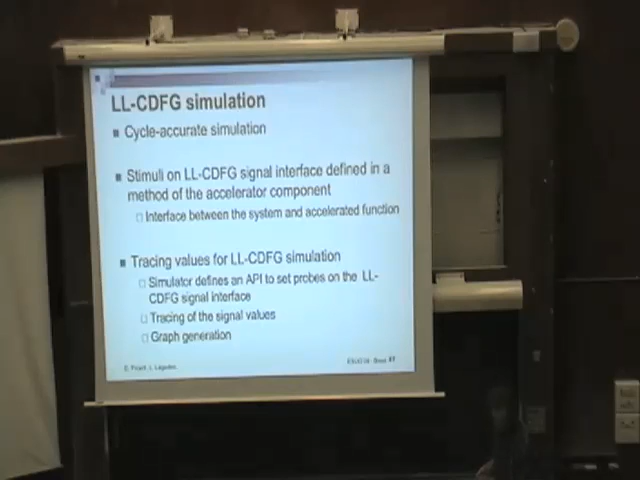 LL-CDFG simulation
Cycle-accurate simulation
Stimuli on LL-CDFG signal interface defined in a
method of the accelerator component
Interface between the system and accelerated function
Tracing values for LL-CDFG simulation
Simulator defines an API to set probes on the LL-
CDFG signal interface
Tracing of the signal values
Graph generation